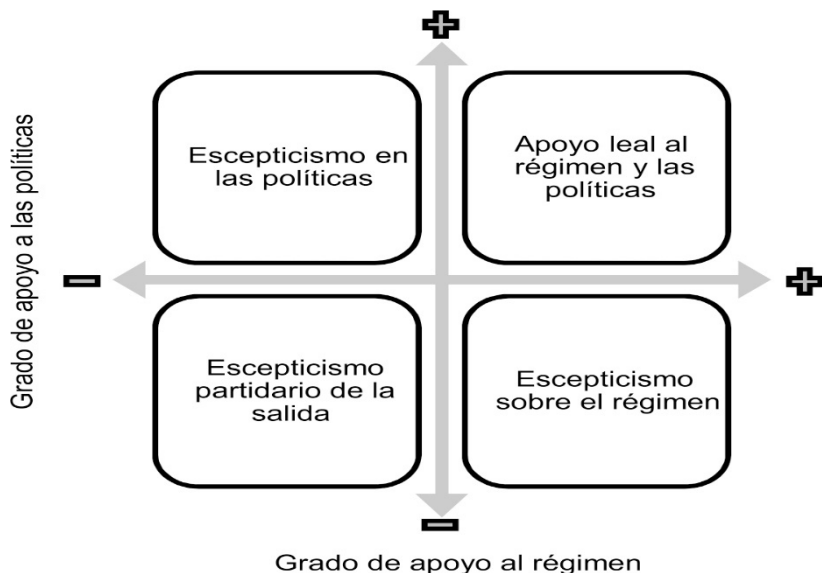 Grado de apoyo a las políticas
Escepticismo en
las políticas
Apoyo leal al
régimen y las
políticas
Escepticismo
partidario de la
salida
Escepticismo
sobre el régimen
Grado de apoyo al régimen